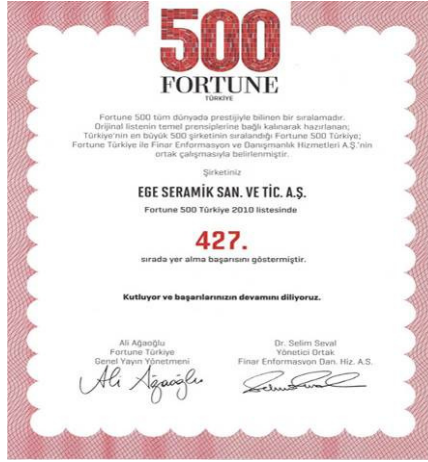 500
FORTUNE
TÜRKİYE
Fortune 500 tüm dünyada prestijiyle bilinen bir sıralamadır.
Orijinal listenin temel prensiplerine bağlı kalınarak hazırlanan;
Türkiye'nin en büyük 500 şirketinin sıralandığı Fortune 500 Türkiye;
Fortune Türkiye ile Finar Enformasyon ve Danışmanlık Hizmetleri A.Ş.'nin
ortak çalışmasıyla belirlenmiştir.
Şirketiniz
EGE SERAMİK SAN. VE TİC. A.Ş.
Fortune 500 Türkiye 2010 listesinde
427.
sırada yer alma başarısını göstermiştir.
Kutluyor ve başarılarınızın devamını diliyoruz.
Ali Ağaoğlu
Fortune Türkiye
Genel Yayın Yönetmeni
Ali Ağaoğlu
Dr. Selim Seval
Yönetici Ortak
Finar Enformasyon Dan. Hiz. A.Ş.